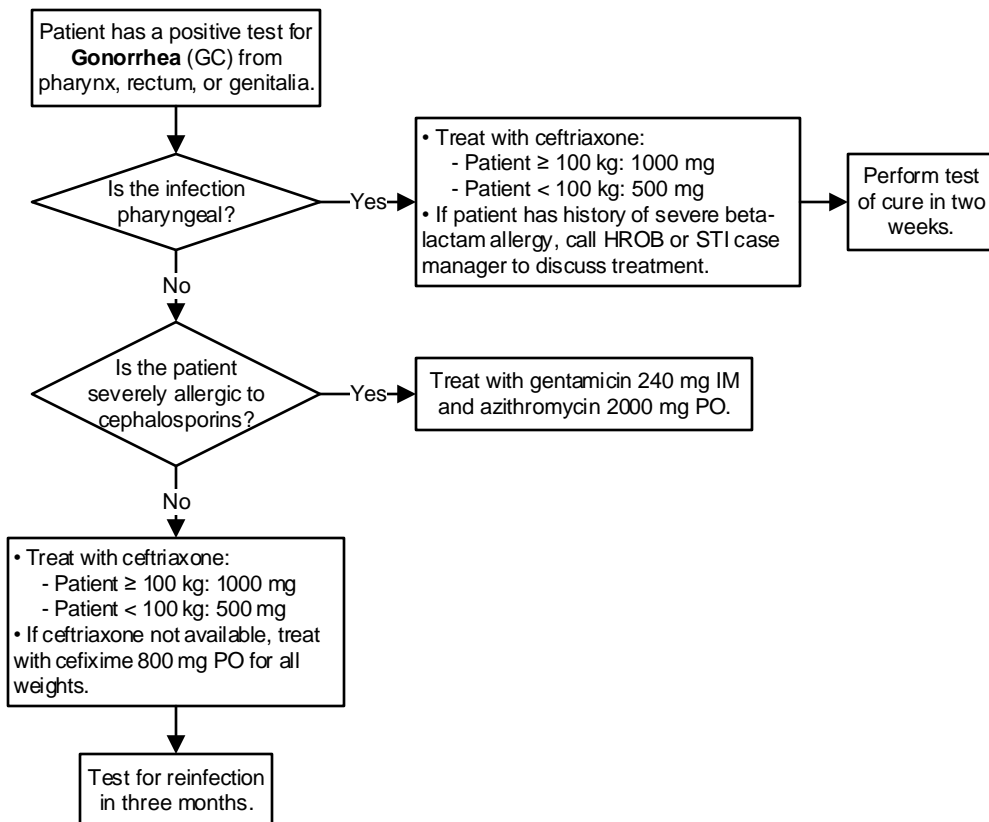 Patient has a positive test for
Gonorrhea (GC) from
pharynx, rectum, or genitalia.
Is the infection
pharyngeal?
Yes
• Treat with ceftriaxone:
- Patient ≥ 100 kg: 1000 mg
- Patient < 100 kg: 500 mg
• If patient has history of severe beta-
lactam allergy, call HROB or STI case
manager to discuss treatment.
Perform test
of cure in two
weeks.
No
Is the patient
severely allergic to
cephalosporins?
Yes
Treat with gentamicin 240 mg IM
and azithromycin 2000 mg PO.
No
• Treat with ceftriaxone:
- Patient ≥ 100 kg: 1000 mg
- Patient < 100 kg: 500 mg
• If ceftriaxone not available, treat
with cefixime 800 mg PO for all
weights.
Test for reinfection
in three months.